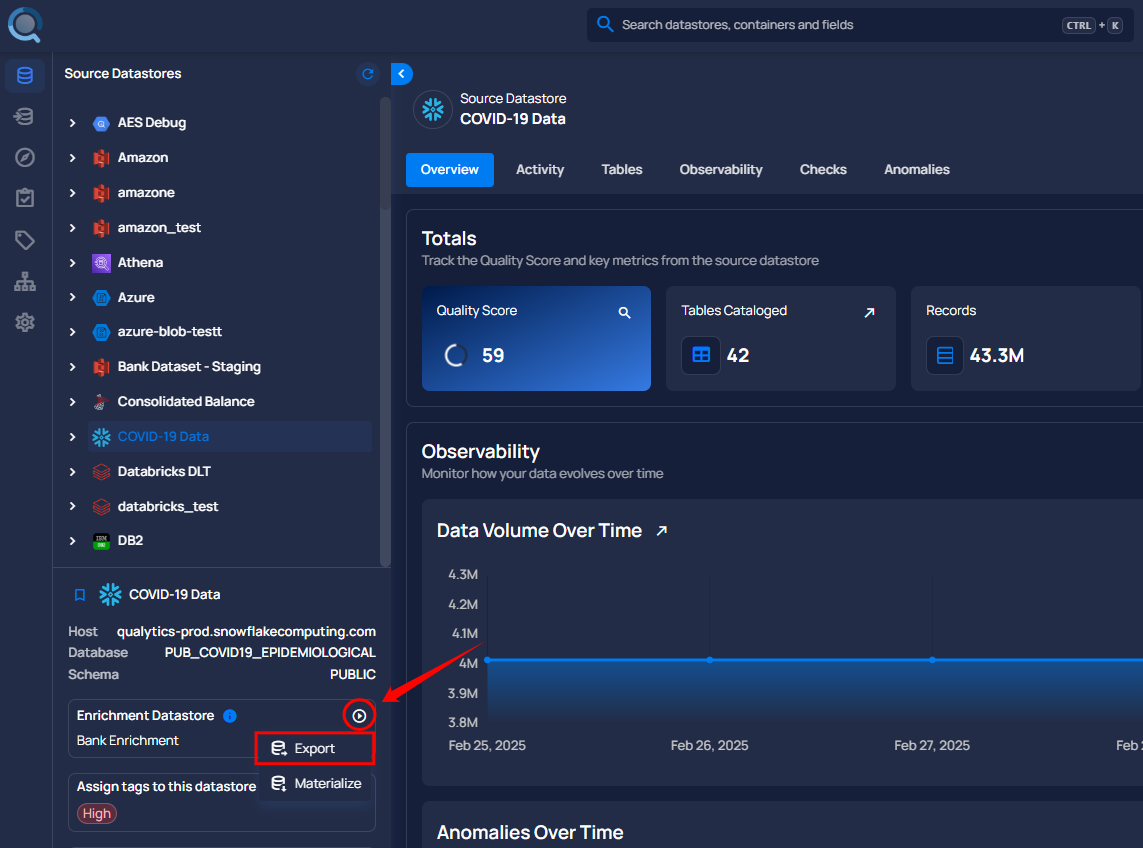 Search datastores, containers and fields
CTRL + K
Source Datastores
AES Debug
Amazon
amazone
amazon_test
Athena
Azure
azure-blob-testt
Bank Dataset - Staging
Consolidated Balance
COVID-19 Data
Databricks DLT
databricks_test
DB2
COVID-19 Data
Host qualytics-prod.snowflakecomputing.com
Database PUB_COVID19_EPIDEMIOLOGICAL
Schema PUBLIC
Enrichment Datastore
Bank Enrichment
Export
Materialize
Assign tags to this datastore
High
Source Datastore
COVID-19 Data
Overview Activity Tables Observability Checks Anomalies
Totals
Track the Quality Score and key metrics from the source datastore
Quality Score
59
Tables Cataloged
42
Records
43.3M
Observability
Monitor how your data evolves over time
Data Volume Over Time
4.3M
4.2M
4.1M
4M
3.9M
3.8M
Feb 25, 2025 Feb 26, 2025 Feb 27, 2025 Feb
Anomalies Over Time